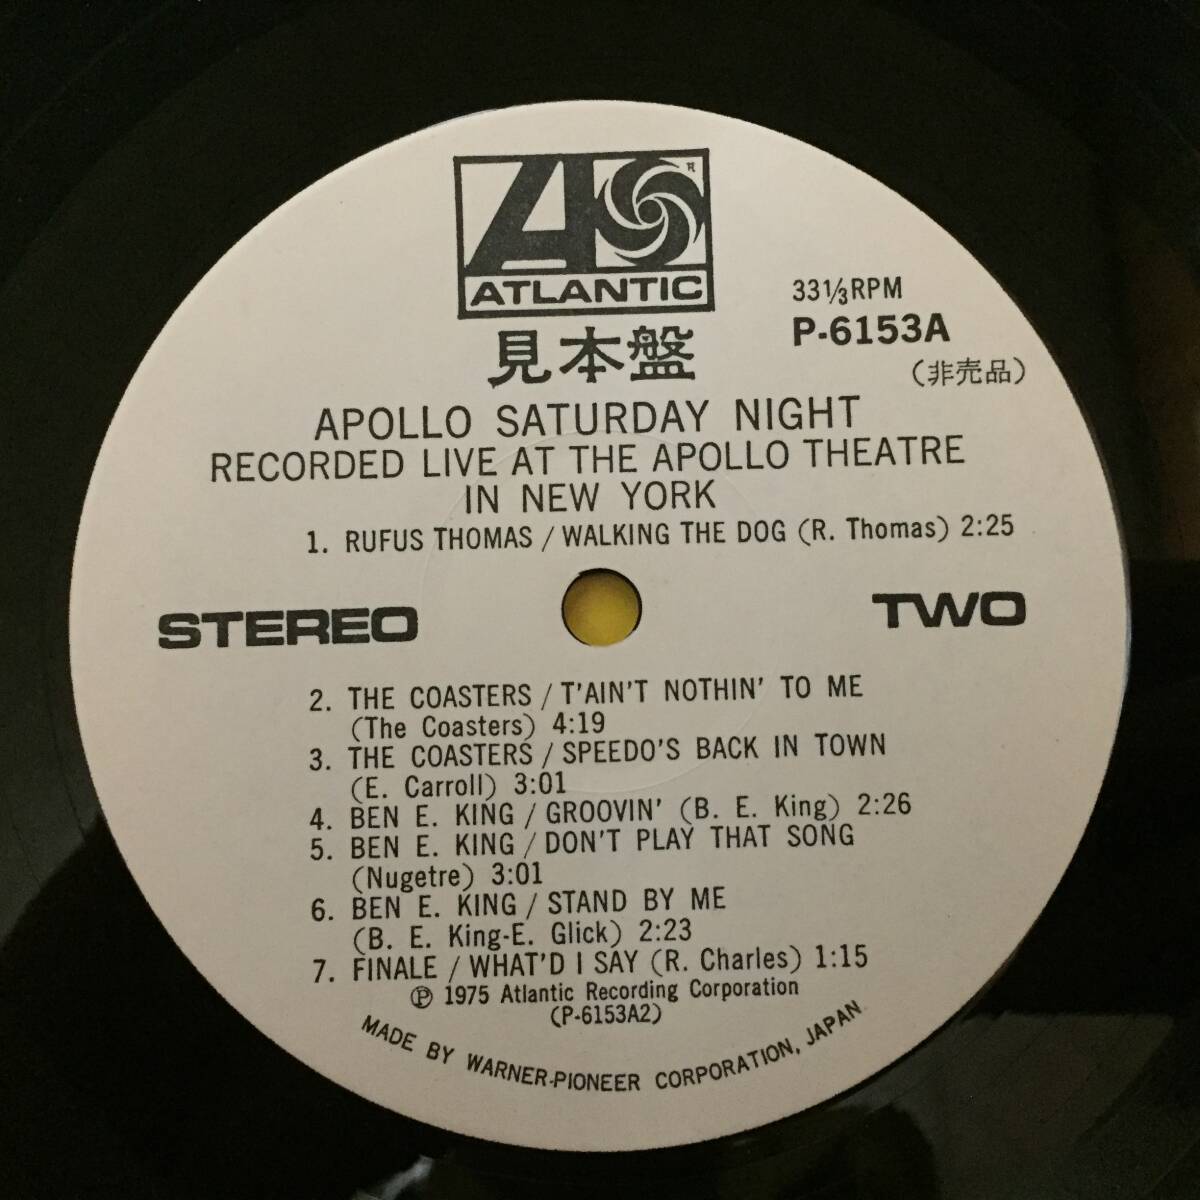 R
ATLANTIC
見本盤
33⅓RPM
P-6153A
(非売品)
APOLLO SATURDAY NIGHT
RECORDED LIVE AT THE APOLLO THEATRE
IN NEW YORK
1. RUFUS THOMAS / WALKING THE DOG (R. Thomas) 2:25
STEREO
TWO
2. THE COASTERS / T'AIN'T NOTHIN' TO ME
(The Coasters) 4:19
3. THE COASTERS / SPEEDO'S BACK IN TOWN
(E. Carroll) 3:01
4. BEN E. KING / GROOVIN' (B. E. King) 2:26
5. BEN E. KING / DON'T PLAY THAT SONG
(Nugetre) 3:01
6. BEN E. KING / STAND BY ME
(B. E. King-E. Glick) 2:23
7. FINALE / WHAT'D I SAY (R. Charles) 1:15
Ⓟ 1975 Atlantic Recording Corporation
(P-6153A2)
MADE BY WARNER-PIONEER CORPORATION, JAPAN